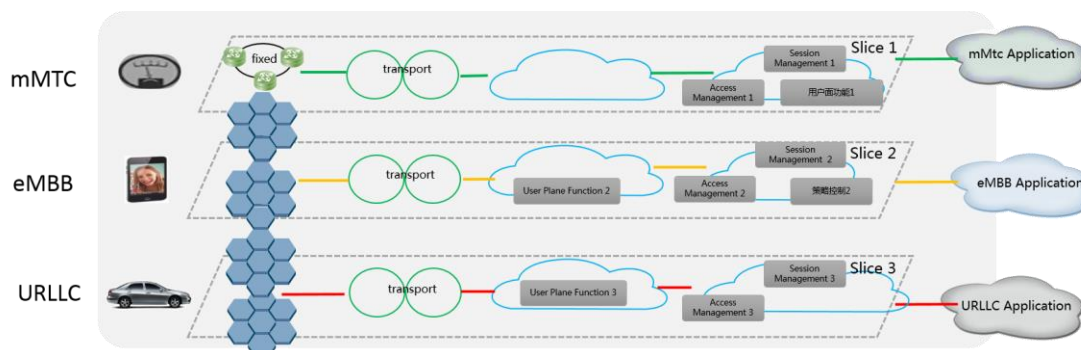 Slice 1
Session
Management 1
mMtc Application
fixed
transport
mMTC
Access
Management 1
用户面功能1
Slice 2
Session
Management 2
transport
eMBB
User Plane Function 2
Access
Management 2
策略控制2
eMBB Application
Slice 3
Session
Management 3
transport
URLLC
User Plane Function 3
Access
Management 3
URLLC Application